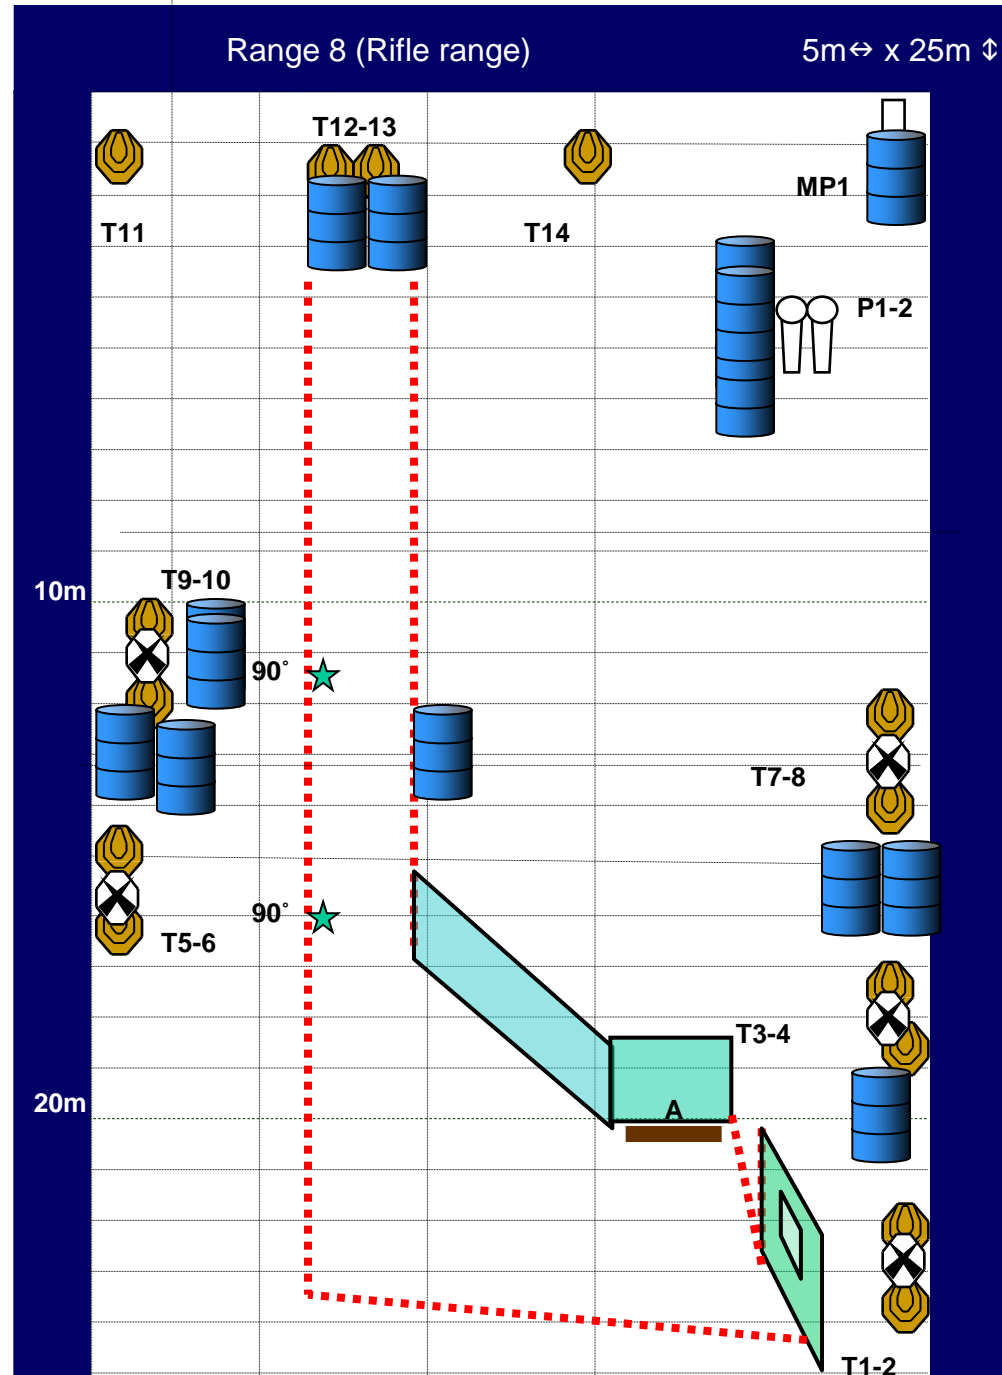 Range 8 (Rifle range) 5m⇔ x 25m ⇕
T12-13
MP1
T11 T14
P1-2
T9-10
10m
90°
T7-8
90°
T5-6
T3-4
20m
A
T1-2